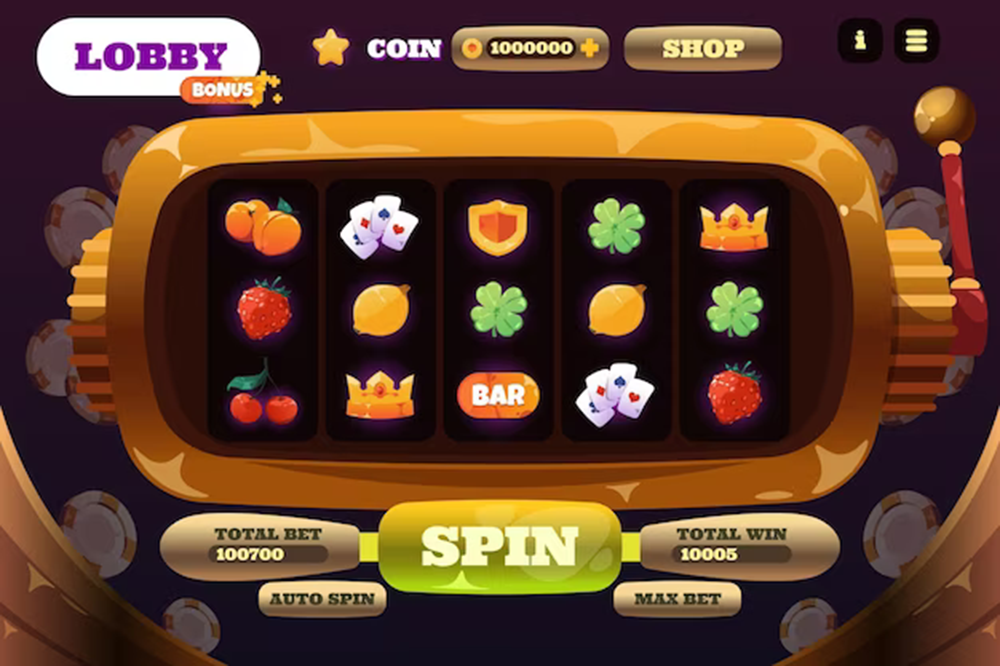 LOBBY
BONUS
COIN
1000000
SHOP
i
BAR
TOTAL BET
100700
SPIN
TOTAL WIN
10005
AUTO SPIN
MAX BET